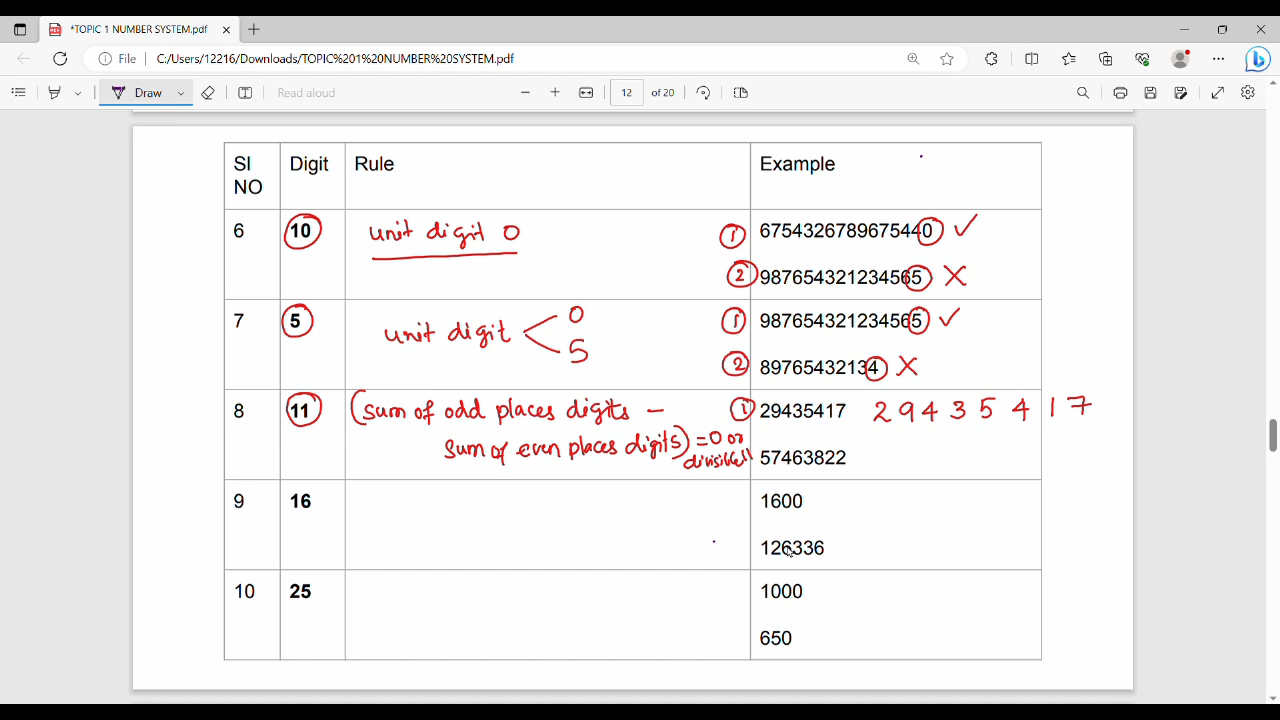 *TOPIC 1 NUMBER SYSTEM.pdf
File C:/Users/12216/Downloads/TOPIC%201%20NUMBER%20SYSTEM.pdf
Draw Read aloud 12 of 20
SI NO Digit Rule Example
6 10 unit digit 0 1 6754326789675440 ✓
2 987654321234565 X
7 5 unit digit < 0 5 1 987654321234565 ✓
2 89765432134 X
8 11 (sum of odd places digits – 1 29435417 2 9 4 3 5 4 1 7
sum of even places digits) = 0 or divisible 11 57463822
9 16 1600
126336
10 25 1000
650